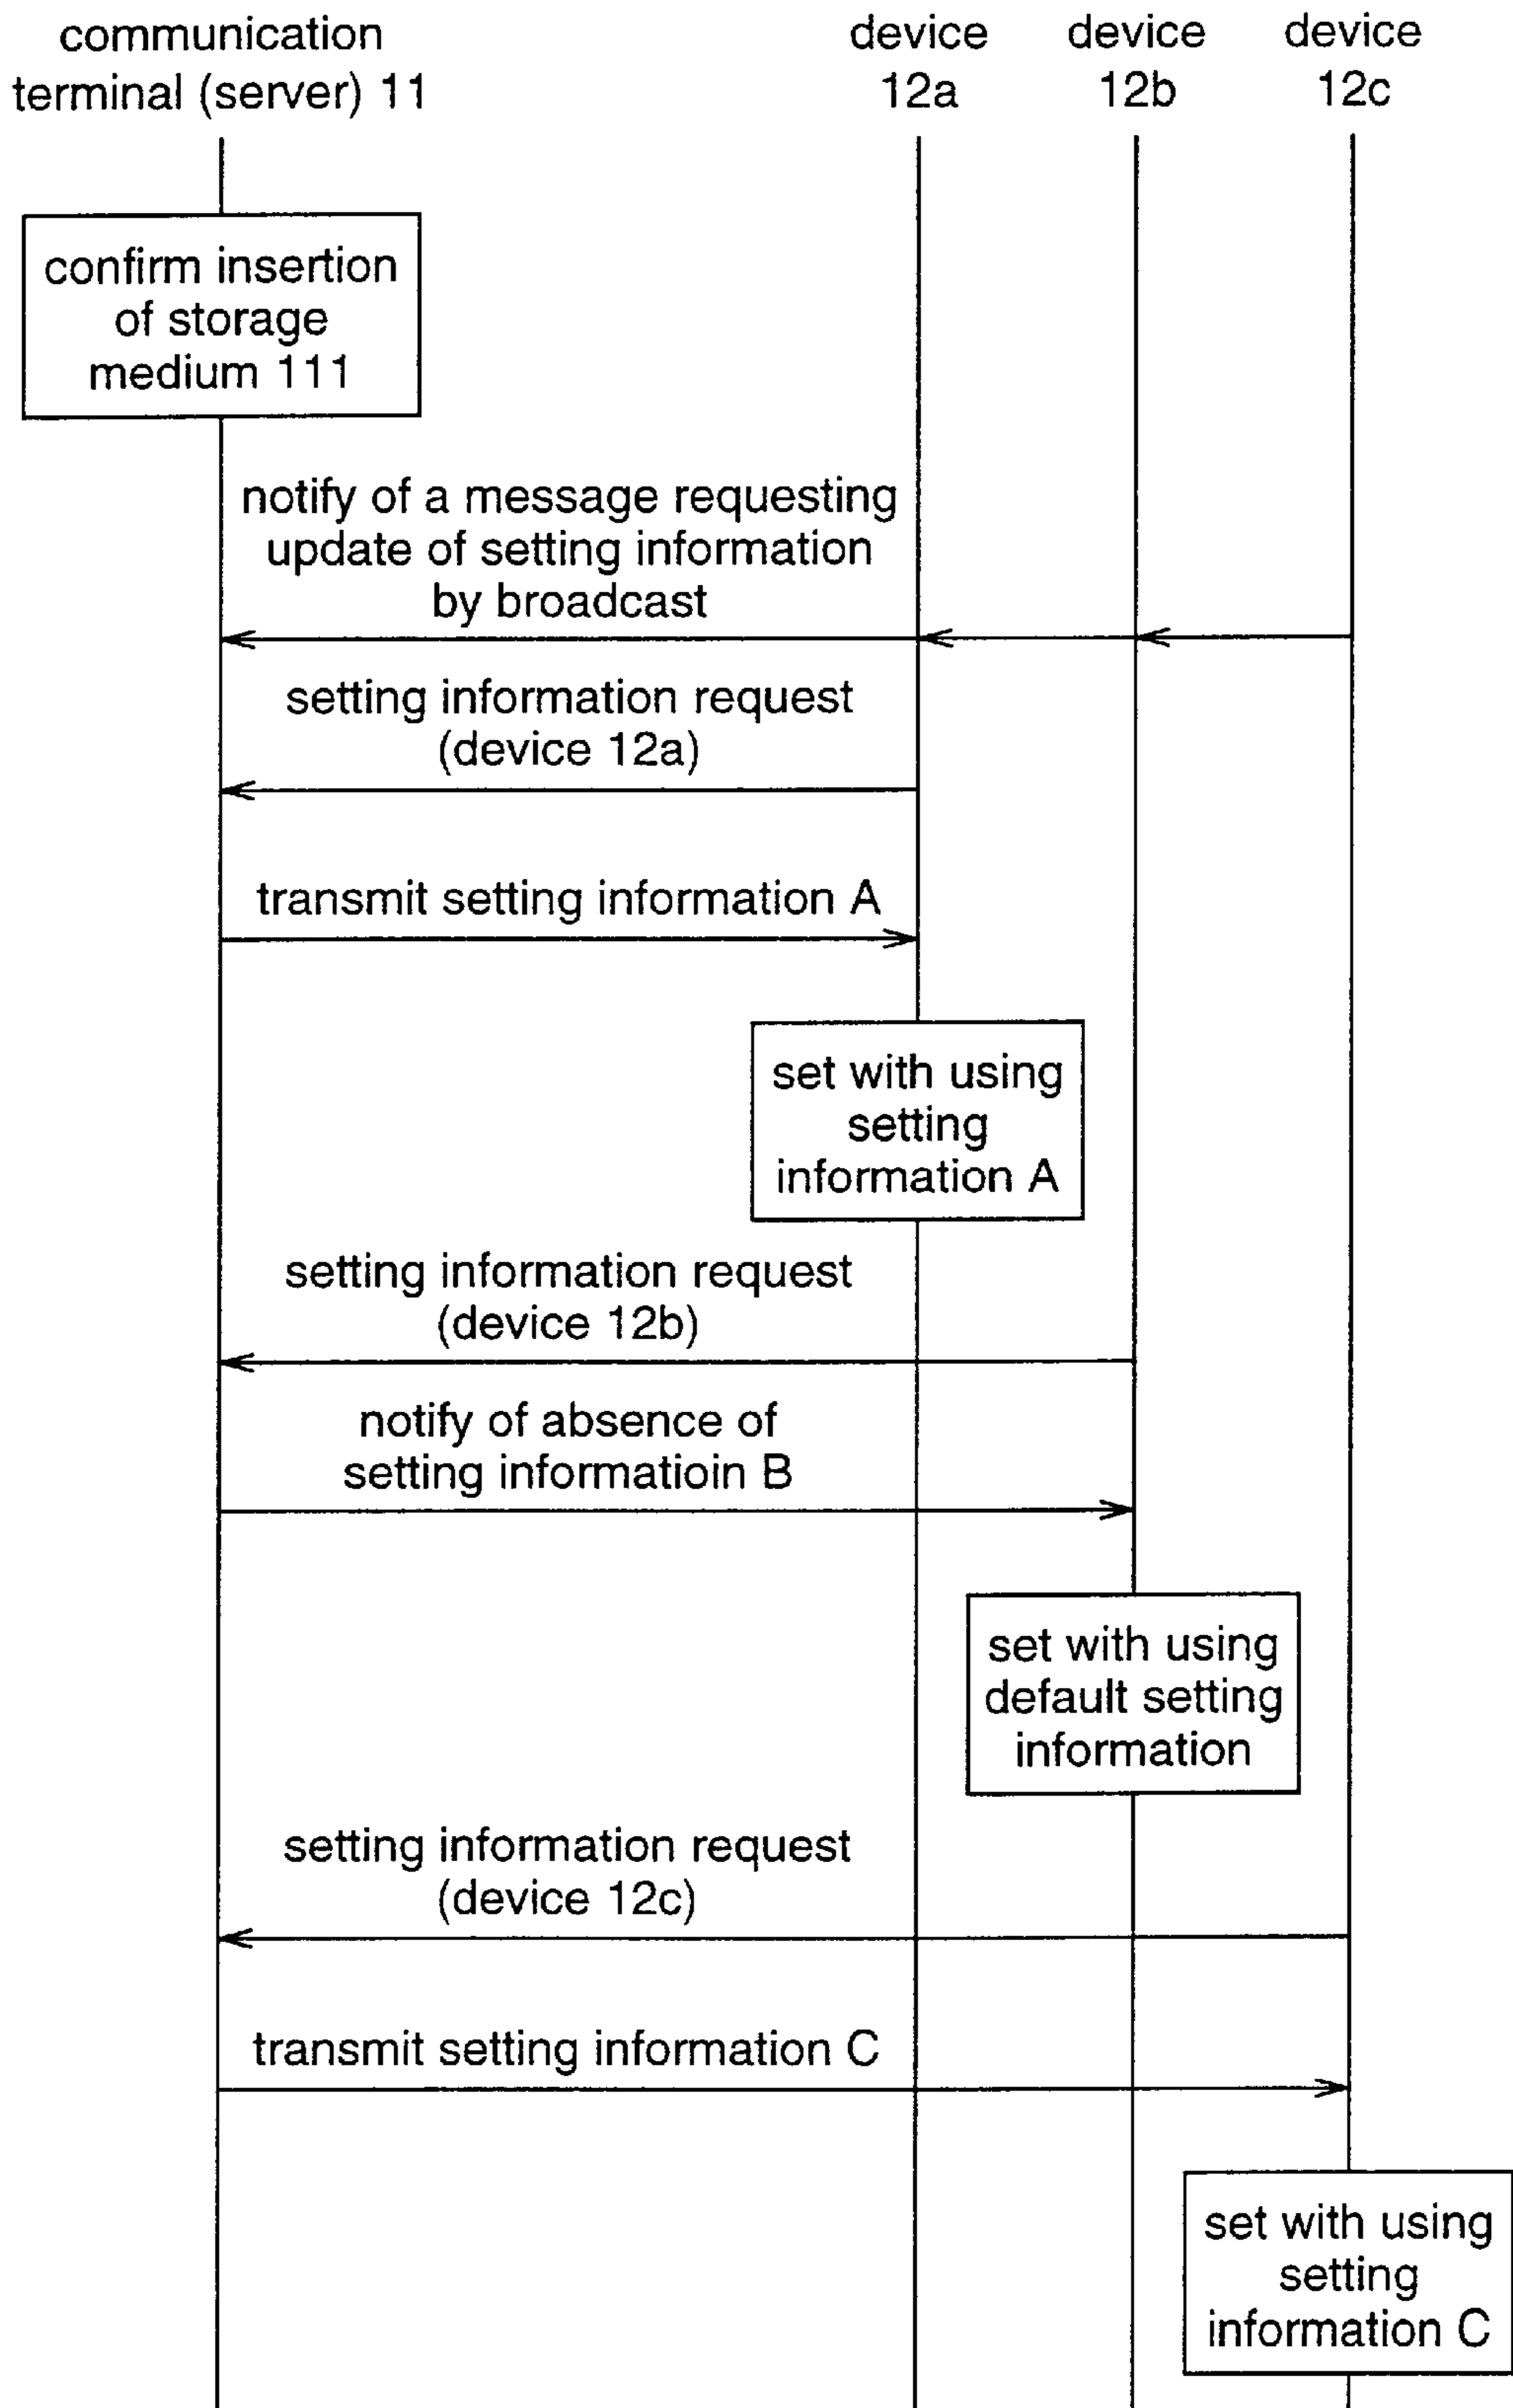 communication
terminal (server) 11
device
12a
device
12b
device
12c
confirm insertion
of storage
medium 111
notify of a message requesting
update of setting information
by broadcast
setting information request
(device 12a)
transmit setting information A
set with using
setting
information A
setting information request
(device 12b)
notify of absence of
setting informatioin B
set with using
default setting
information
setting information request
(device 12c)
transmit setting information C
set with using
setting
information C